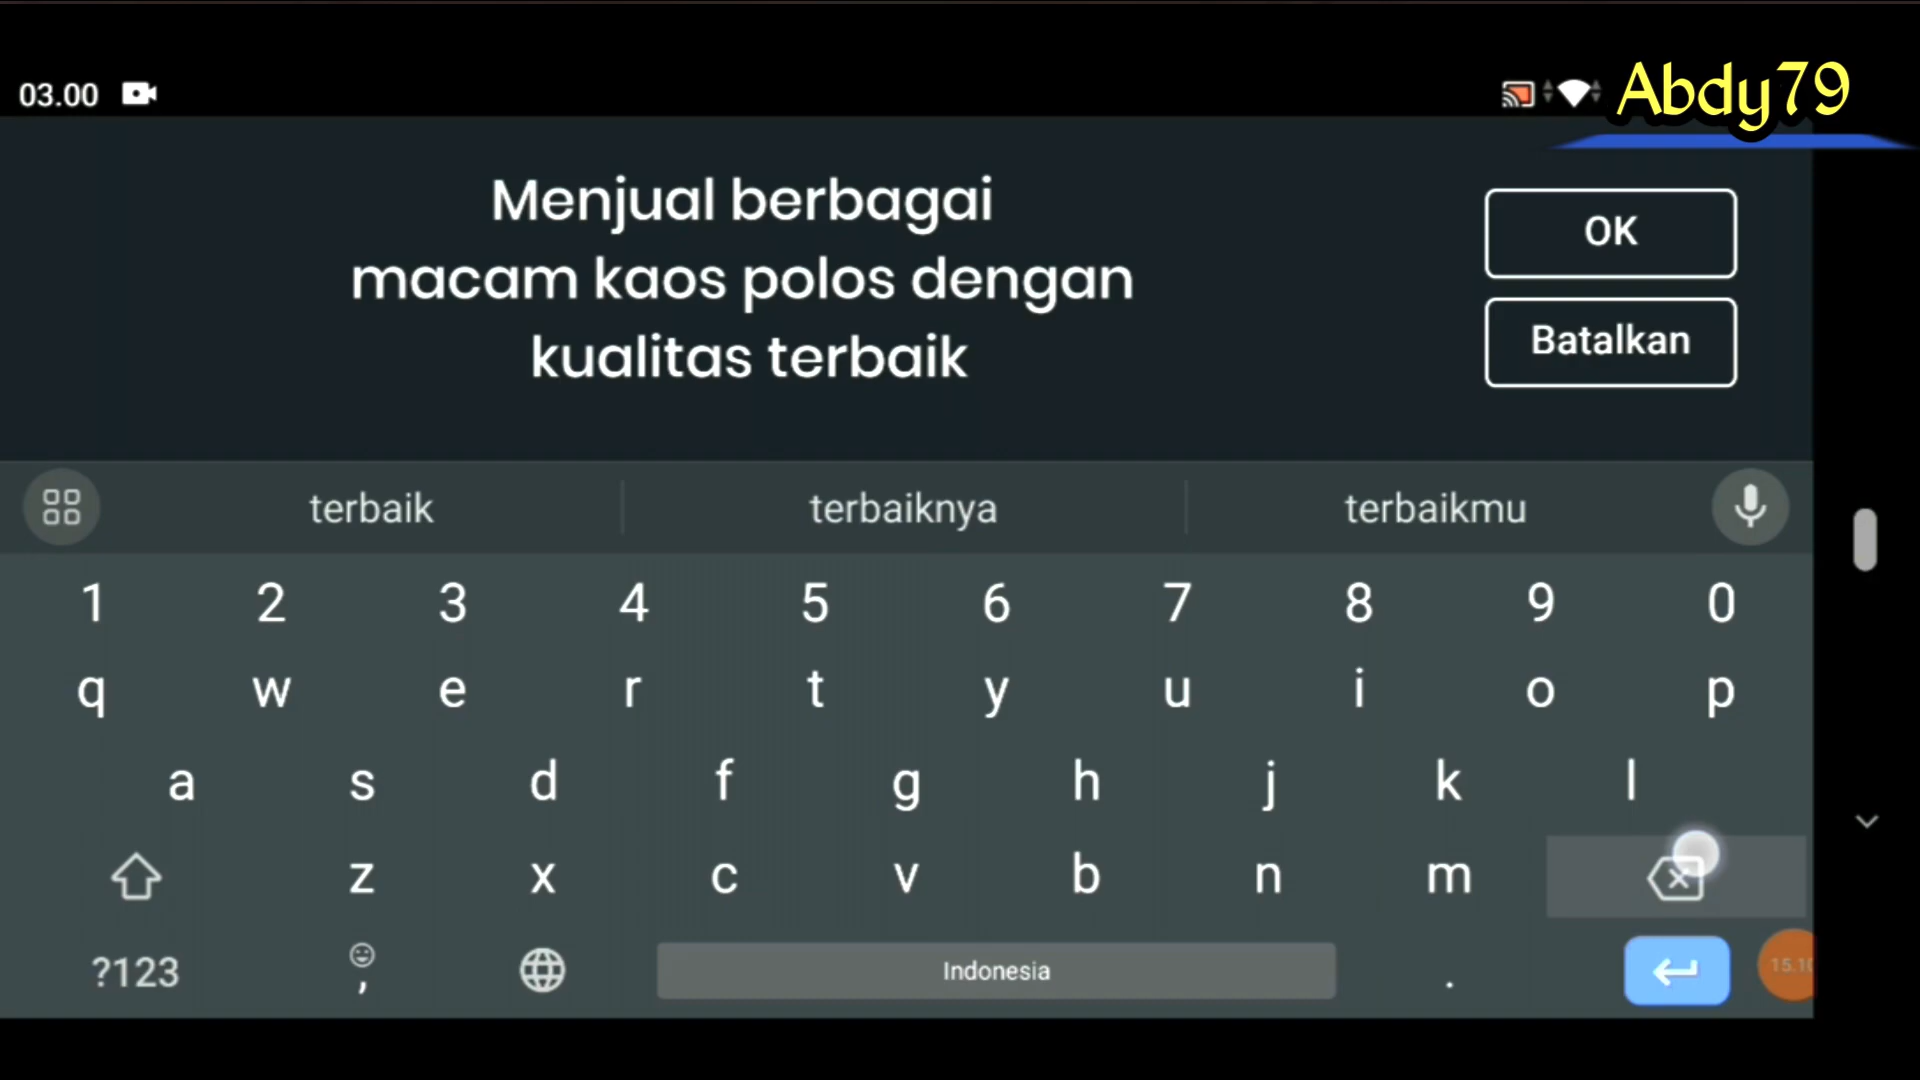 03.00
Abdy79
Menjual berbagai
macam kaos polos dengan
kualitas terbaik
OK
Batalkan
terbaik terbaiknya terbaikmu
1 2 3 4 5 6 7 8 9 0
q w e r t y u i o p
a s d f g h j k l
z x c v b n m
?123 , Indonesia .